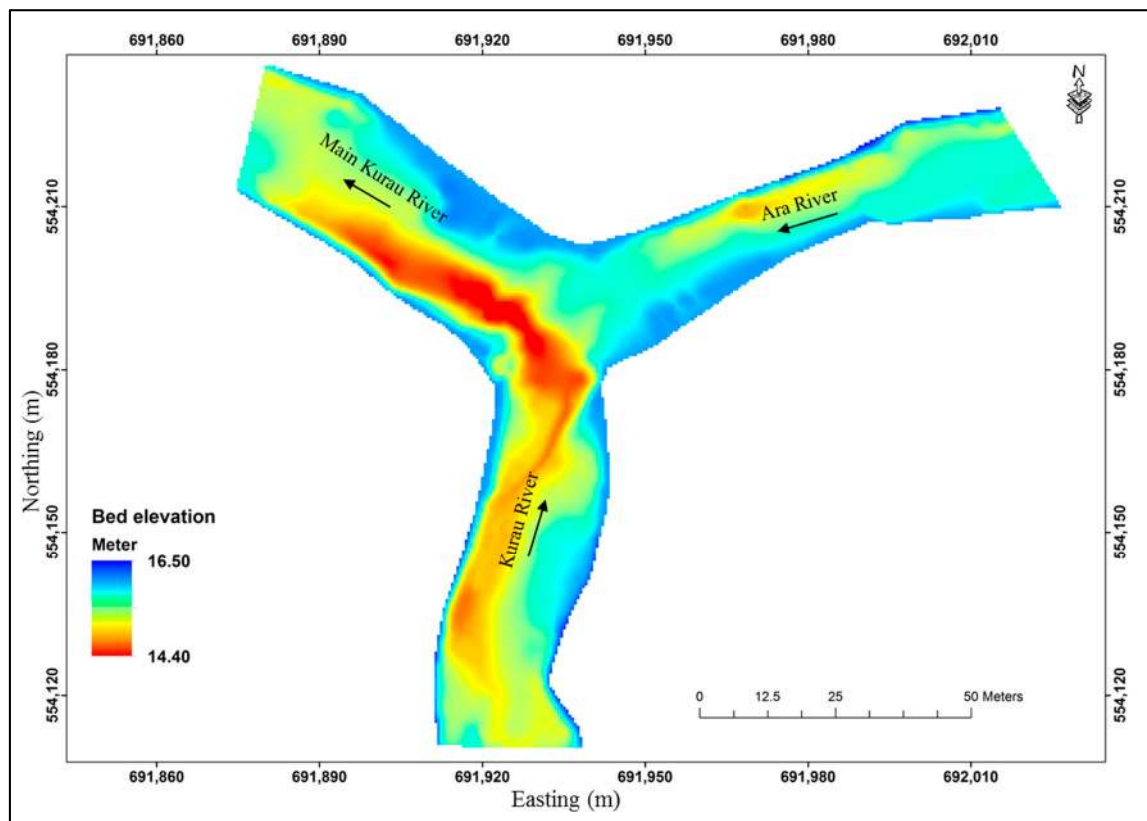 691,860 691,890 691,920 691,950 691,980 692,010
N
Main Kurau River
Ara River
554,210
554,210
554,180
554,180
Northing (m)
Kurau River
554,150
554,150
Bed elevation
Meter
16.50
14.40
554,120
554,120
0 12.5 25 50 Meters
691,860 691,890 691,920 691,950 691,980 692,010
Easting (m)